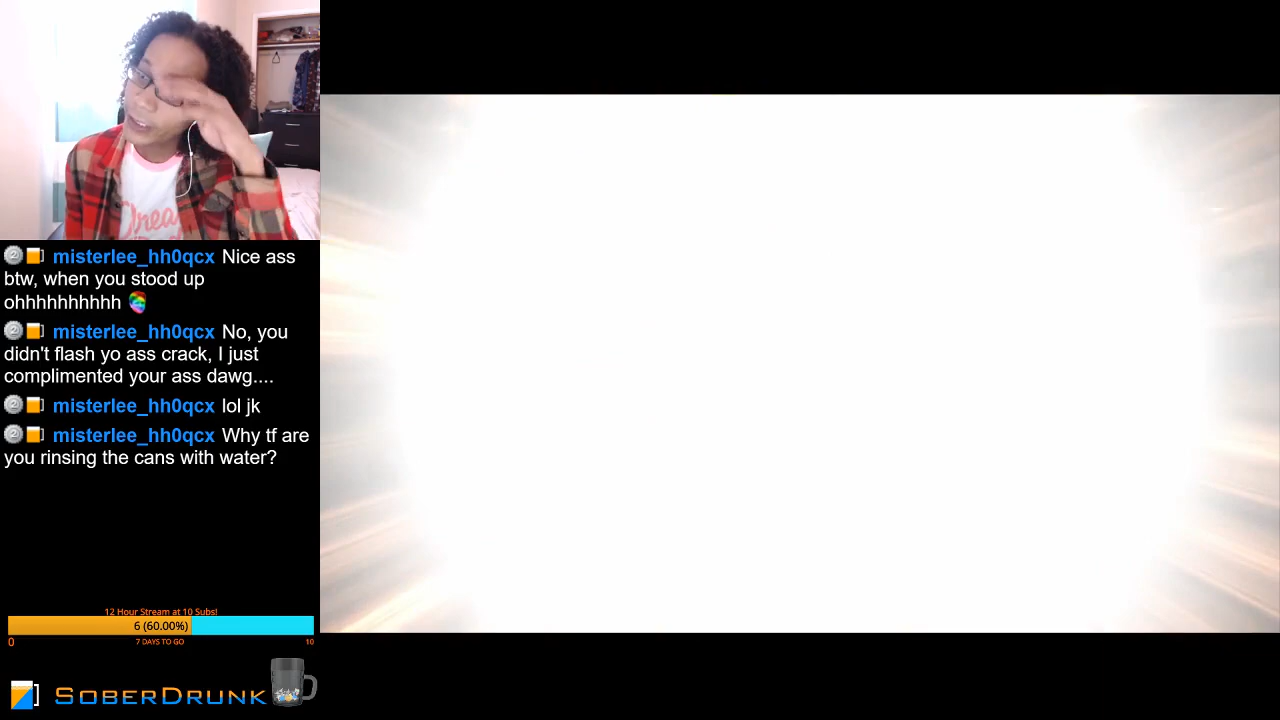 Dream
misterlee_hh0qcx Nice ass
btw, when you stood up
ohhhhhhhhhh
misterlee_hh0qcx No, you
didn't flash yo ass crack, I just
complimented your ass dawg....
misterlee_hh0qcx lol jk
misterlee_hh0qcx Why tf are
you rinsing the cans with water?
12 Hour Stream at 10 Subs!
6 (60.00%)
0 7 DAYS TO GO 10
SoberDrunk